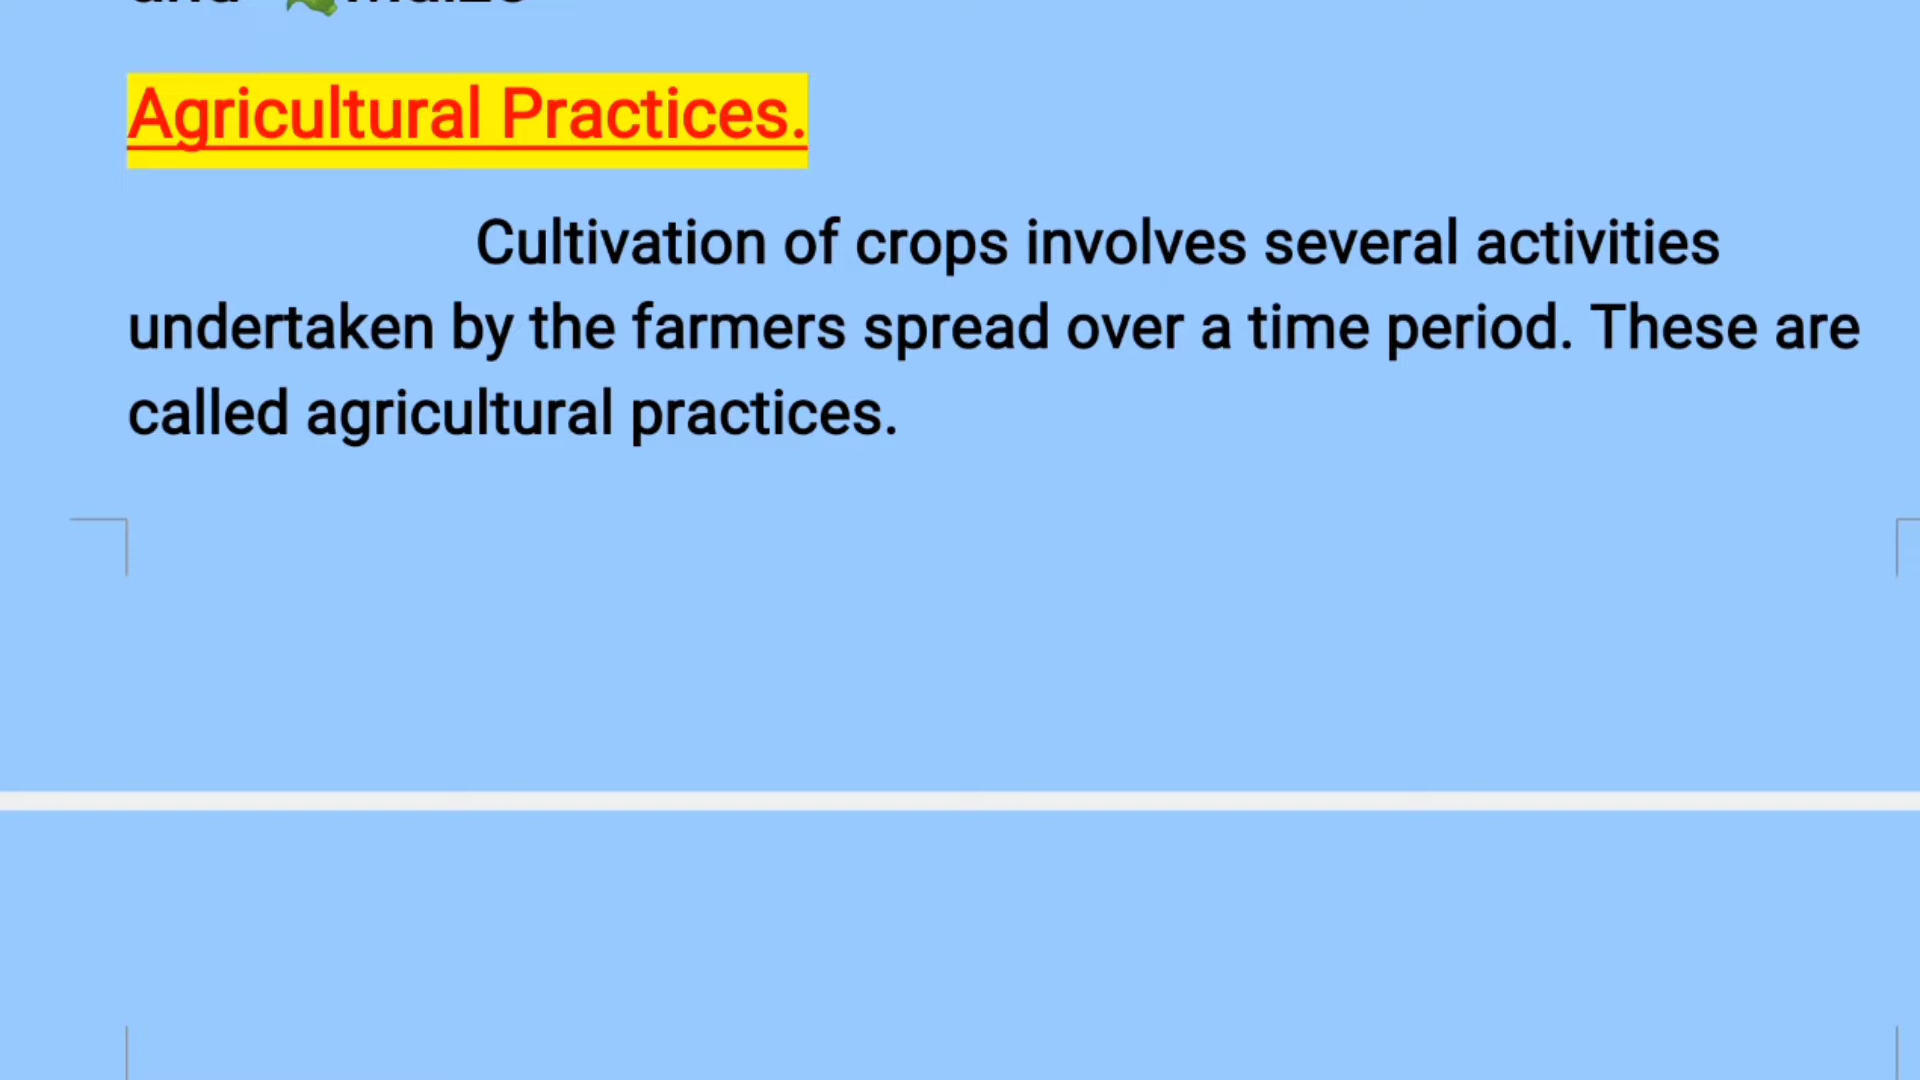 Agricultural Practices.
Cultivation of crops involves several activities
undertaken by the farmers spread over a time period. These are
called agricultural practices.